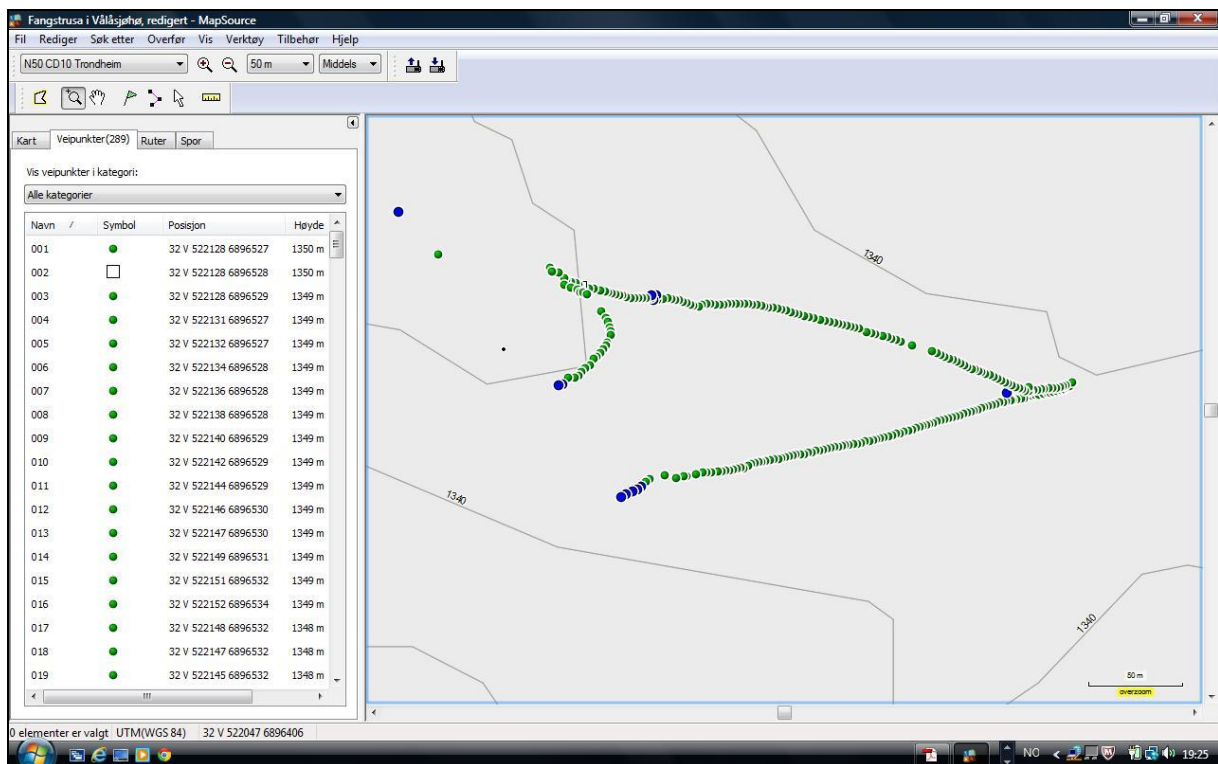 Fangstrusa i Vålåsjøhø, redigert - MapSource
Fil Rediger Søk etter Overfør Vis Verktøy Tilbehør Hjelp
N50 CD10 Trondheim 50 m Middels
Kart Veipunkter(289) Ruter Spor
Vis veipunkter i kategori:
Alle kategorier
Navn / Symbol Posisjon Høyde
001 32 V 522128 6896527 1350 m
002 32 V 522128 6896528 1350 m
003 32 V 522128 6896529 1349 m
004 32 V 522131 6896527 1349 m
005 32 V 522132 6896527 1349 m
006 32 V 522134 6896528 1349 m
007 32 V 522136 6896528 1349 m
008 32 V 522138 6896528 1349 m
009 32 V 522140 6896529 1349 m
010 32 V 522142 6896529 1349 m
011 32 V 522144 6896529 1349 m
012 32 V 522146 6896530 1349 m
013 32 V 522147 6896530 1349 m
014 32 V 522149 6896531 1349 m
015 32 V 522151 6896532 1349 m
016 32 V 522152 6896534 1349 m
017 32 V 522148 6896532 1348 m
018 32 V 522147 6896532 1348 m
019 32 V 522145 6896532 1348 m
1340
1340
1340
50 m
overzoom
0 elementer er valgt UTM(WGS 84) 32 V 522047 6896406
NO 19:25